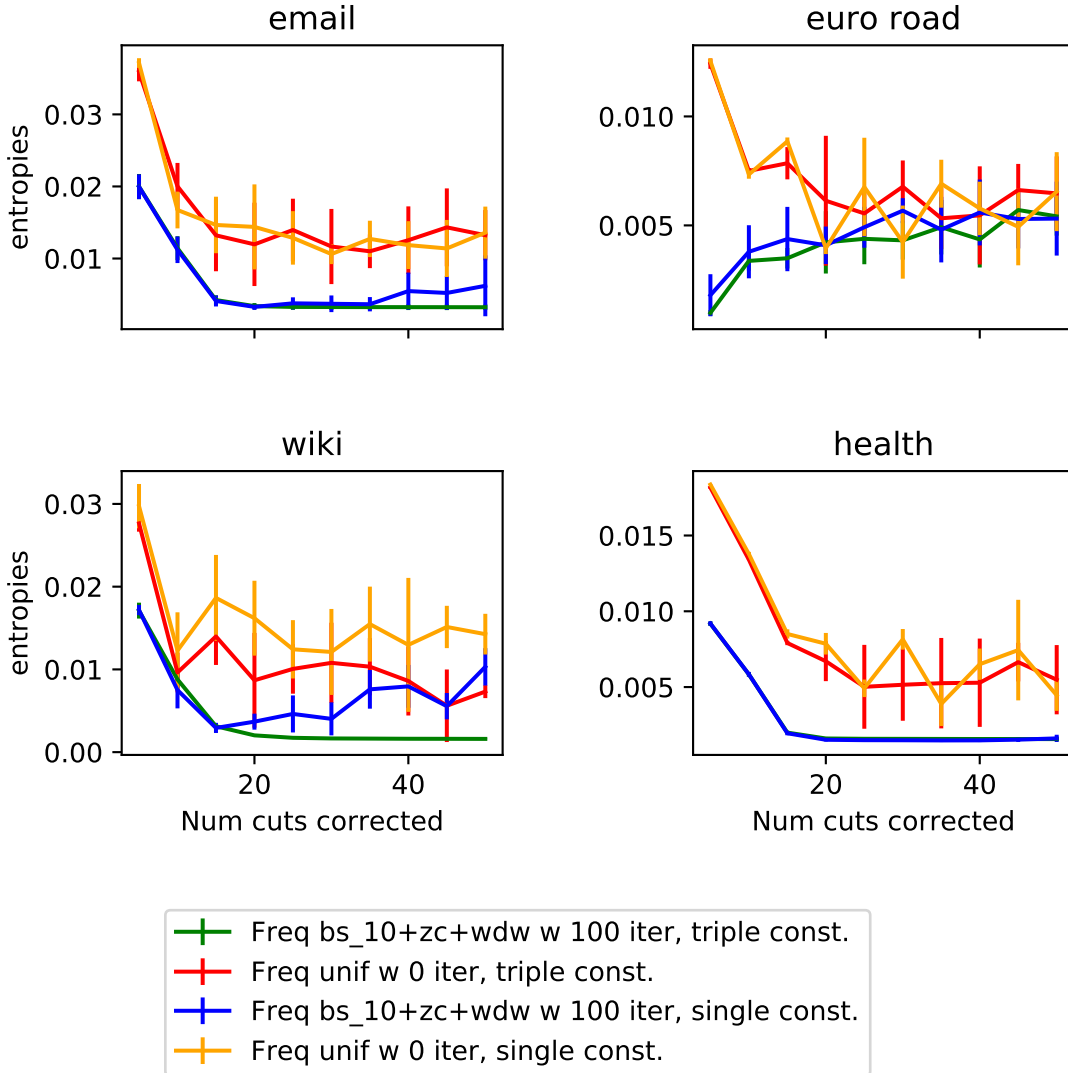 email
euro road
entropies
0.03
0.02
0.01
0.010
0.005
wiki
health
entropies
0.03
0.02
0.01
0.00
0.015
0.010
0.005
20
40
20
40
Num cuts corrected
Num cuts corrected
Freq bs_10+zc+wdw w 100 iter, triple const.
Freq unif w 0 iter, triple const.
Freq bs_10+zc+wdw w 100 iter, single const.
Freq unif w 0 iter, single const.